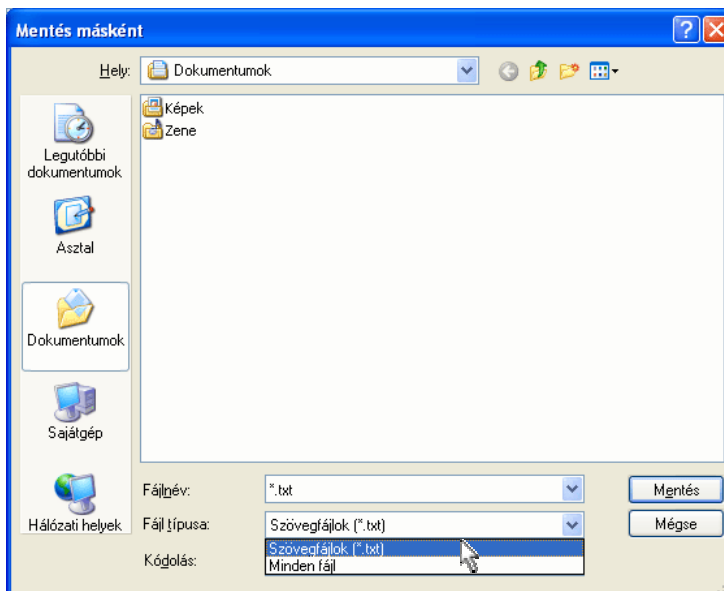 Mentés másként
Hely:
Dokumentumok
Képek
Zene
Legutóbbi
dokumentumok
Asztal
Dokumentumok
Sajátgép
Hálózati helyek
Fájlnév:
*.txt
Mentés
Fájl típusa:
Szövegfájlok (*.txt)
Mégse
Szövegfájlok (*.txt)
Minden fájl
Kódolás: